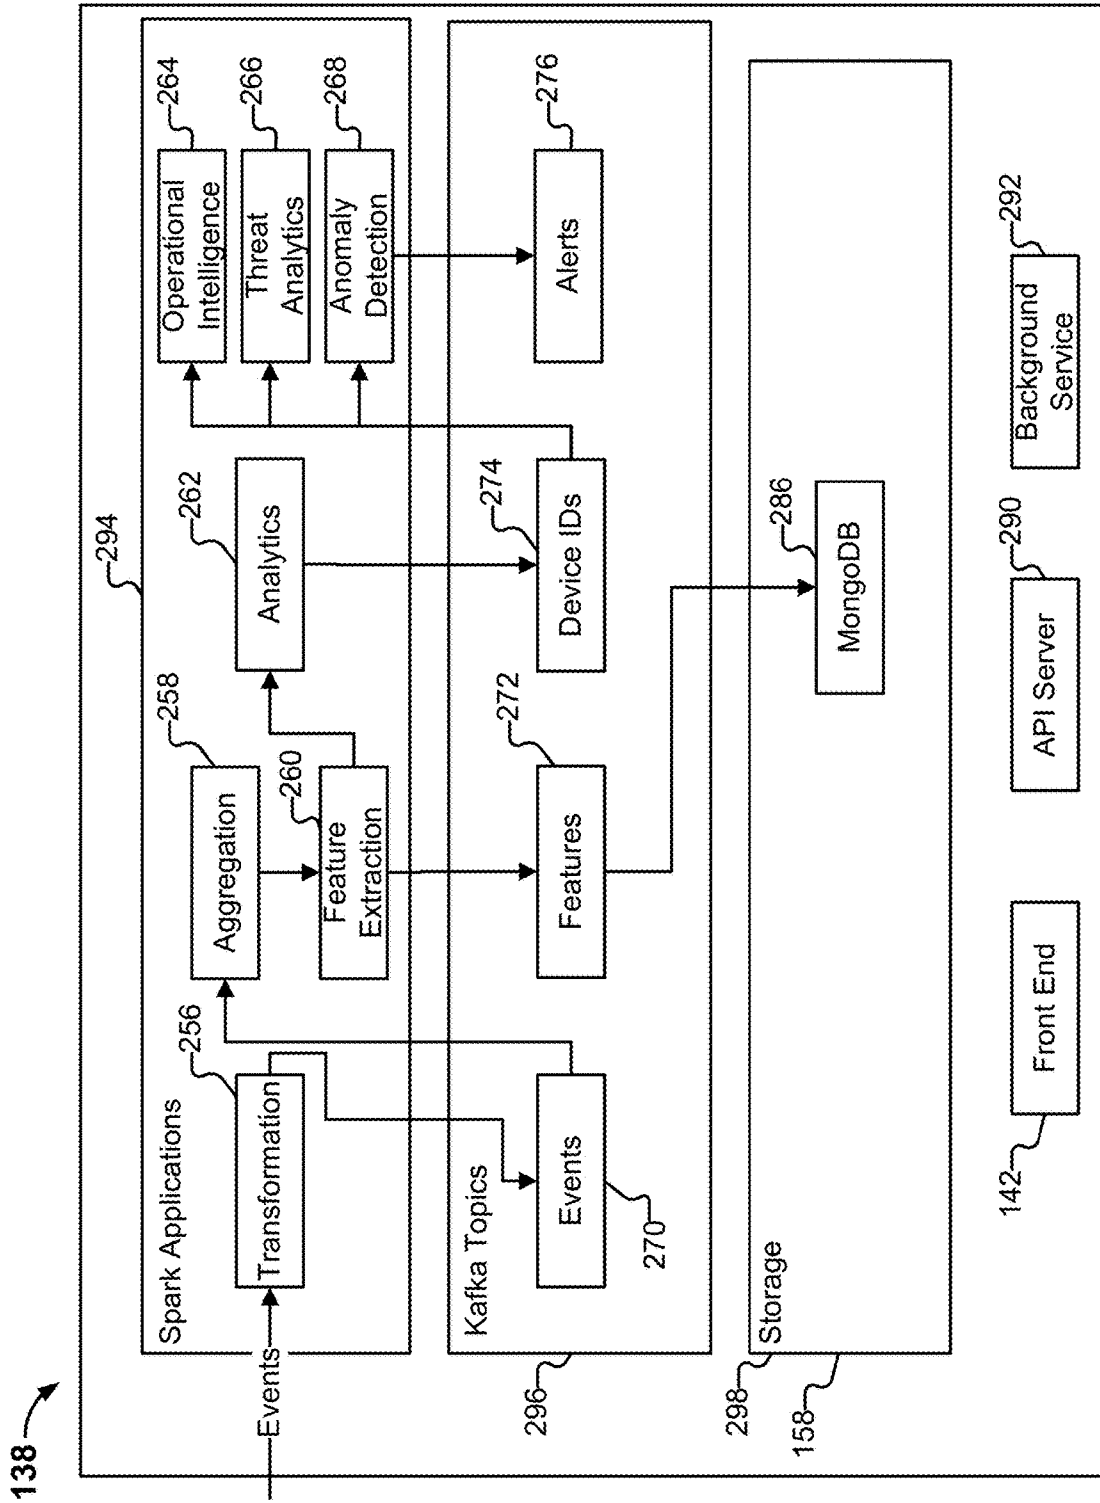 138
Events
294
Spark Applications
Transformation
256
Aggregation
258
Feature
Extraction
260
Analytics
262
Operational
Intelligence
264
Threat
Analytics
266
Anomaly
Detection
268
296
Kafka Topics
Events
270
Features
272
Device IDs
274
Alerts
276
298
158
Storage
MongoDB
286
142
Front End
API Server
290
Background
Service
292